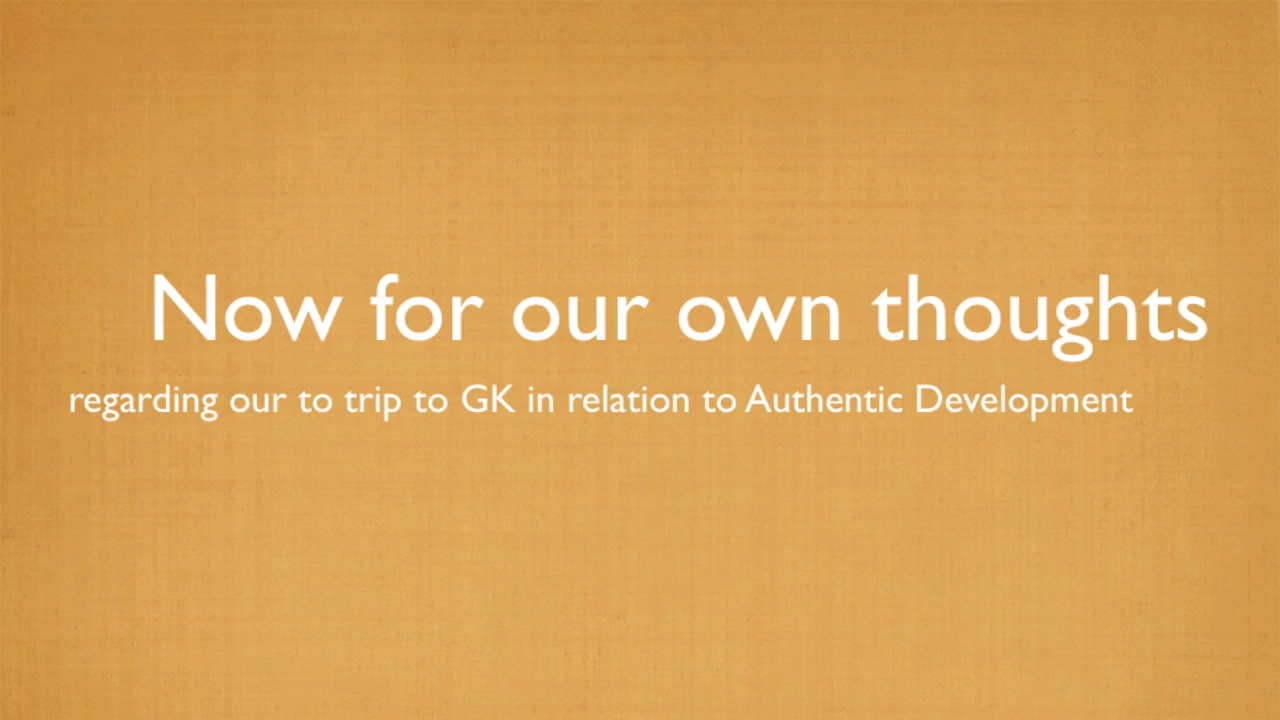 Now for our own thoughts
regarding our to trip to GK in relation to Authentic Development